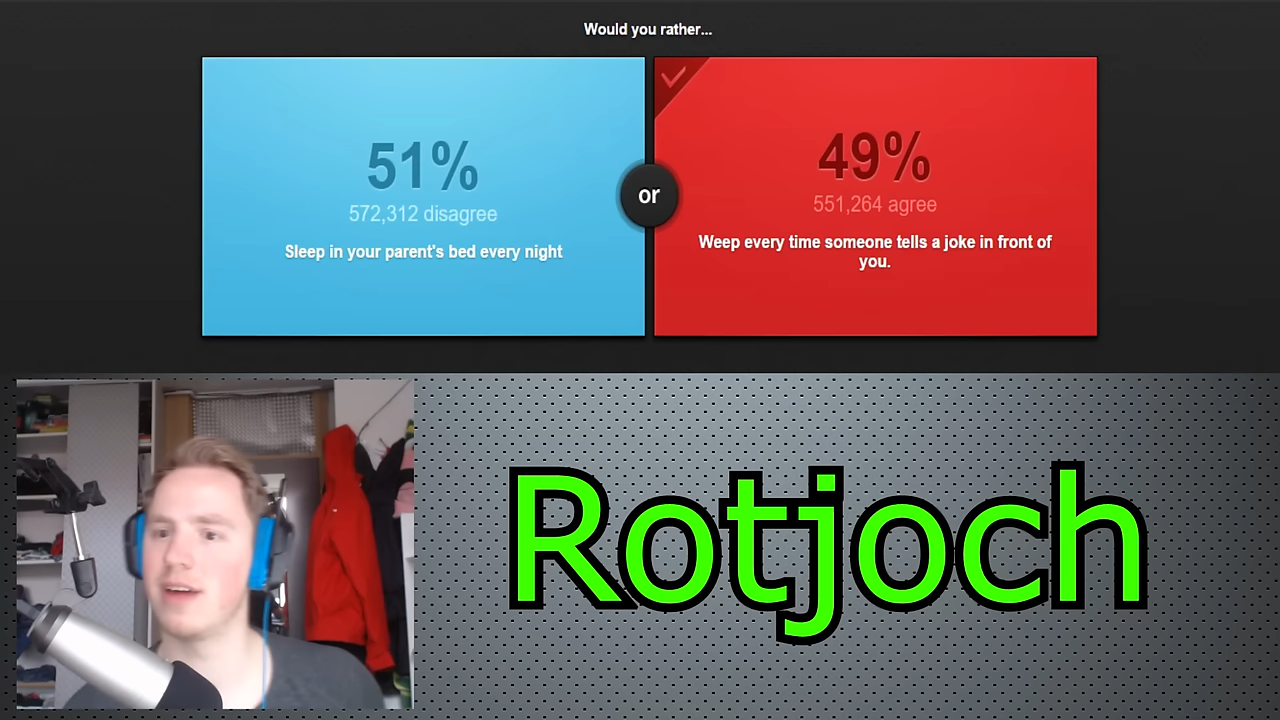 Would you rather...
51%
572,312 disagree
Sleep in your parent's bed every night
or
49%
551,264 agree
Weep every time someone tells a joke in front of
you.
Rotjoch